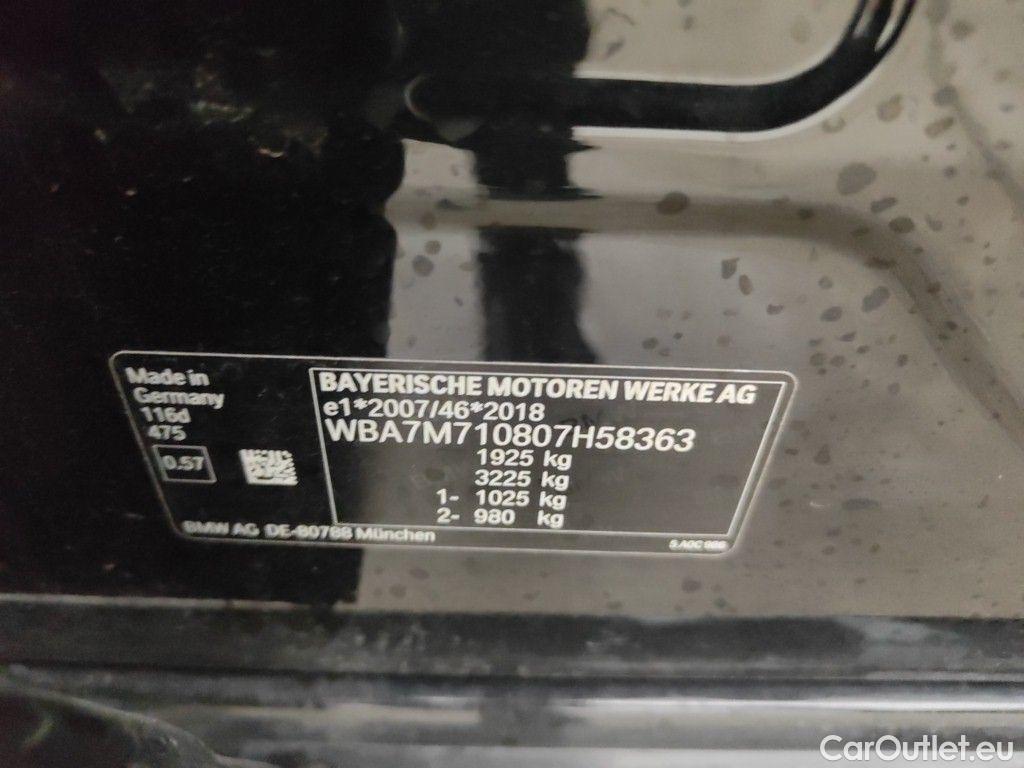 Made in
Germany
116d
475
0.57
BAYERISCHE MOTOREN WERKE AG
e1*2007/46*2018
WBA7M710807H58363
1925 kg
3225 kg
1- 1025 kg
2- 980 kg
BMW AG DE-80788 München
CarOutlet.eu